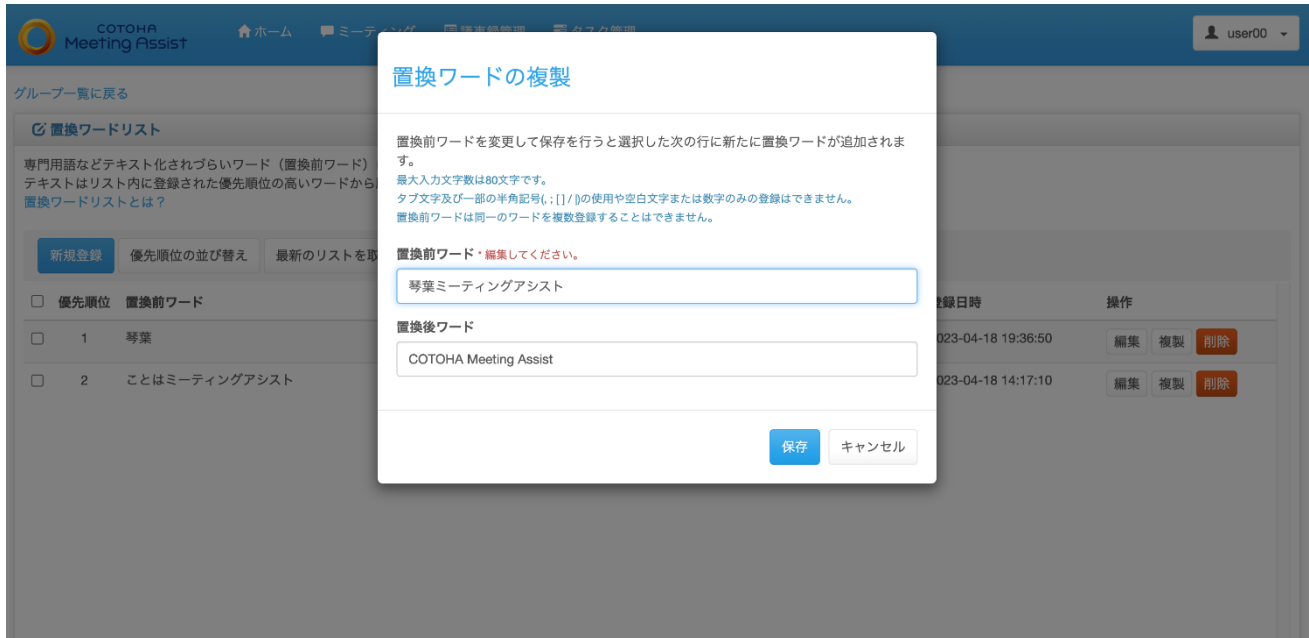 COTOHA
Meeting Assist
ホーム
ミーティング
議事録管理
タスク管理
user00
グループ一覧に戻る
置換ワードリスト
専門用語などテキスト化されづらいワード（置換前ワード）
テキストはリスト内に登録された優先順位の高いワードから
置換ワードリストとは？
新規登録
優先順位の並び替え
最新のリストを取
優先順位 置換前ワード
登録日時
操作
1 琴葉
023-04-18 19:36:50
編集 複製 削除
2 ことはミーティングアシスト
023-04-18 14:17:10
編集 複製 削除
置換ワードの複製
置換前ワードを変更して保存を行うと選択した次の行に新たに置換ワードが追加されま
す。
最大入力文字数は80文字です。
タブ文字及び一部の半角記号(, ; [ ] / |)の使用や空白文字または数字のみの登録はできません。
置換前ワードは同一のワードを複数登録することはできません。
置換前ワード * 編集してください。
琴葉ミーティングアシスト
置換後ワード
COTOHA Meeting Assist
保存
キャンセル